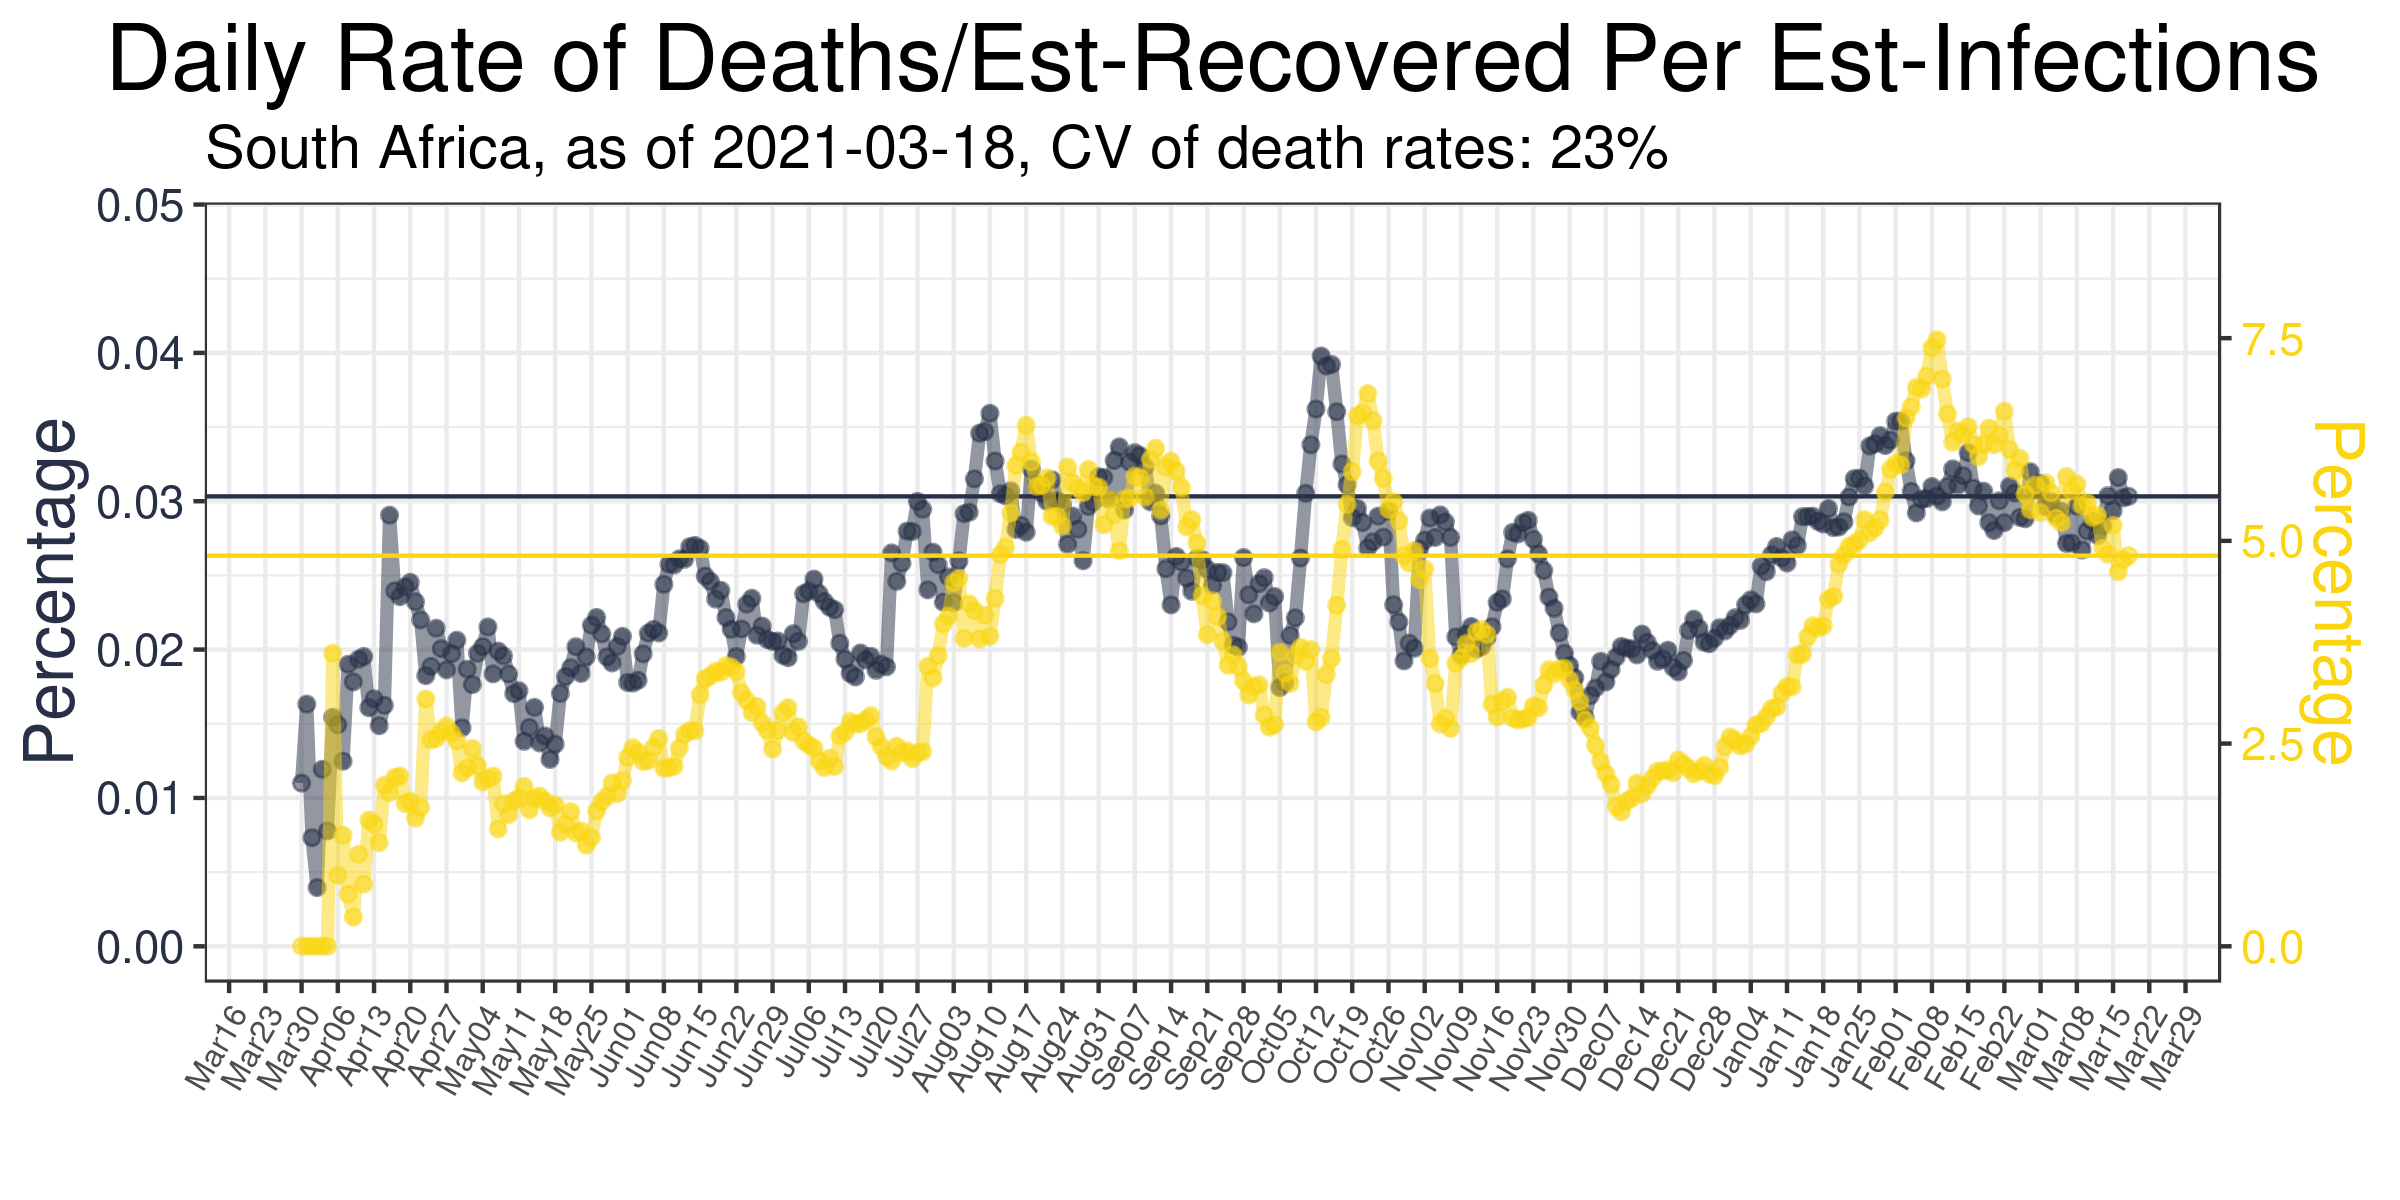 Daily Rate of Deaths/Est-Recovered Per Est-Infections
South Africa, as of 2021-03-18, CV of death rates: 23%
Percentage
0.05
0.04
0.03
0.02
0.01
0.00
7.5
5.0
2.5
0.0
Percentage
Mar16
Mar23
Mar30
Apr06
Apr13
Apr20
Apr27
May04
May11
May18
May25
Jun01
Jun08
Jun15
Jun22
Jun29
Jul06
Jul13
Jul20
Jul27
Aug03
Aug10
Aug17
Aug24
Aug31
Sep07
Sep14
Sep21
Sep28
Oct05
Oct12
Oct19
Oct26
Nov02
Nov09
Nov16
Nov23
Nov30
Dec07
Dec14
Dec21
Dec28
Jan04
Jan11
Jan18
Jan25
Feb01
Feb08
Feb15
Feb22
Mar01
Mar08
Mar15
Mar22
Mar29